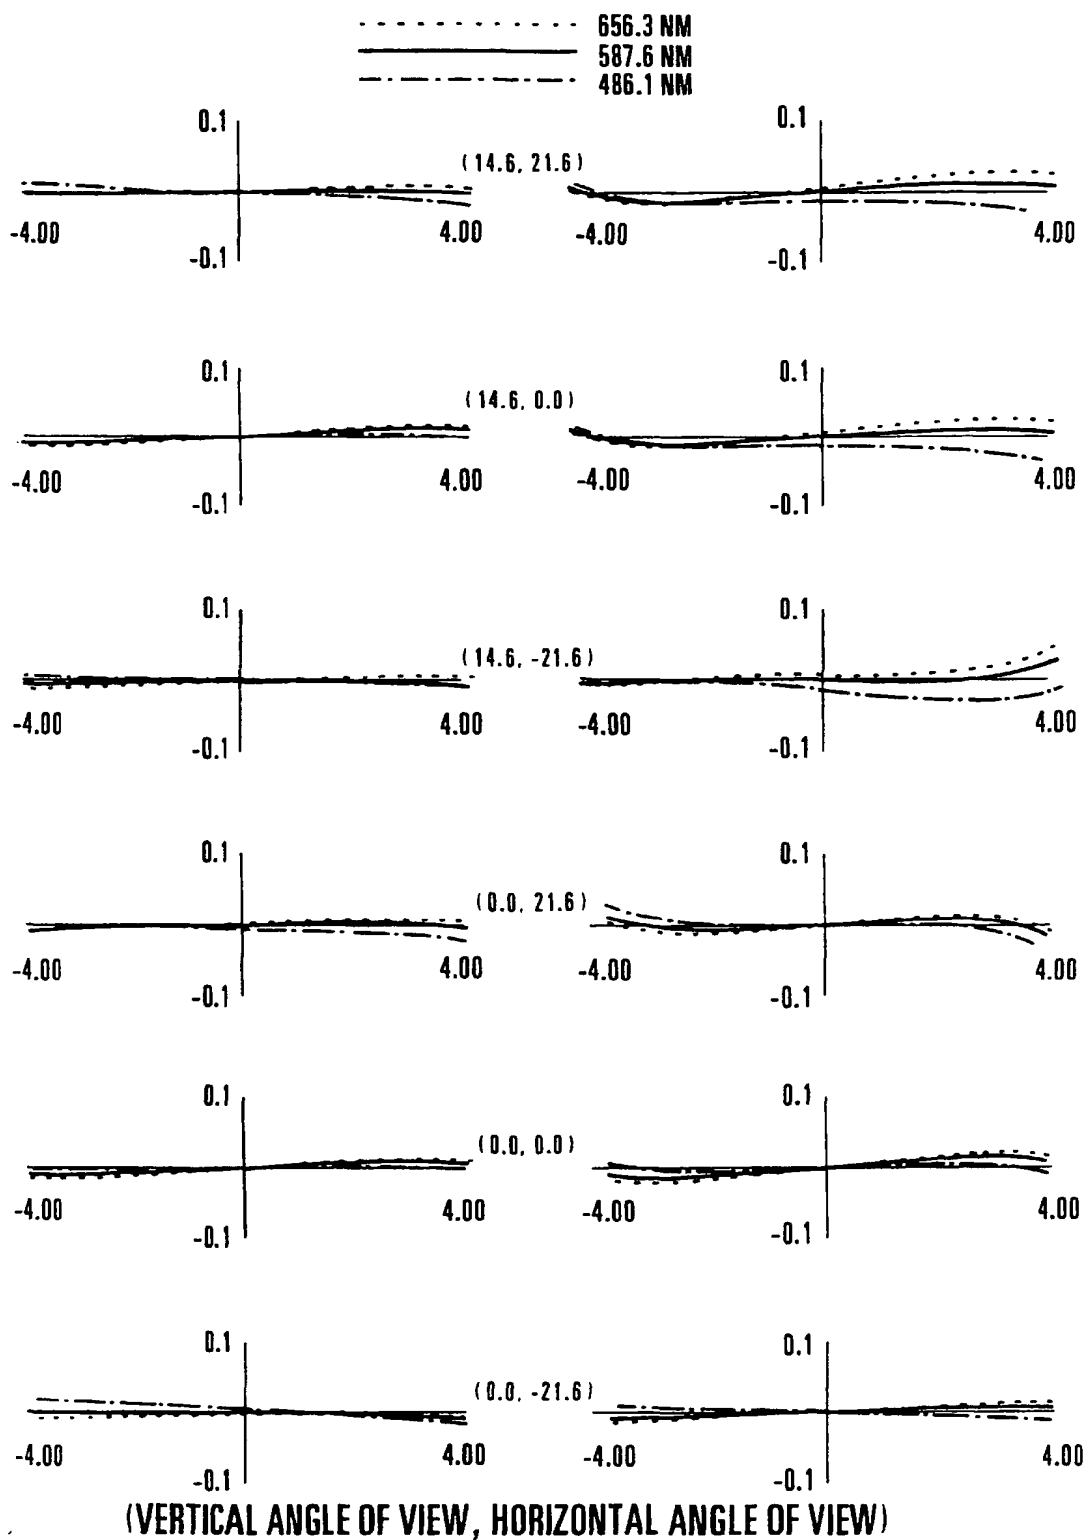 656.3 NM
587.6 NM
486.1 NM
0.1 0.1
(14.6, 21.6)
-4.00 4.00 -4.00 4.00
-0.1 -0.1
0.1 0.1
(14.6, 0.0)
-4.00 4.00 -4.00 4.00
-0.1 -0.1
0.1 0.1
(14.6, -21.6)
-4.00 4.00 -4.00 4.00
-0.1 -0.1
0.1 0.1
(0.0, 21.6)
-4.00 4.00 -4.00 4.00
-0.1 -0.1
0.1 0.1
(0.0, 0.0)
-4.00 4.00 -4.00 4.00
-0.1 -0.1
0.1 0.1
(0.0, -21.6)
-4.00 4.00 -4.00 4.00
-0.1 -0.1
(VERTICAL ANGLE OF VIEW, HORIZONTAL ANGLE OF VIEW)